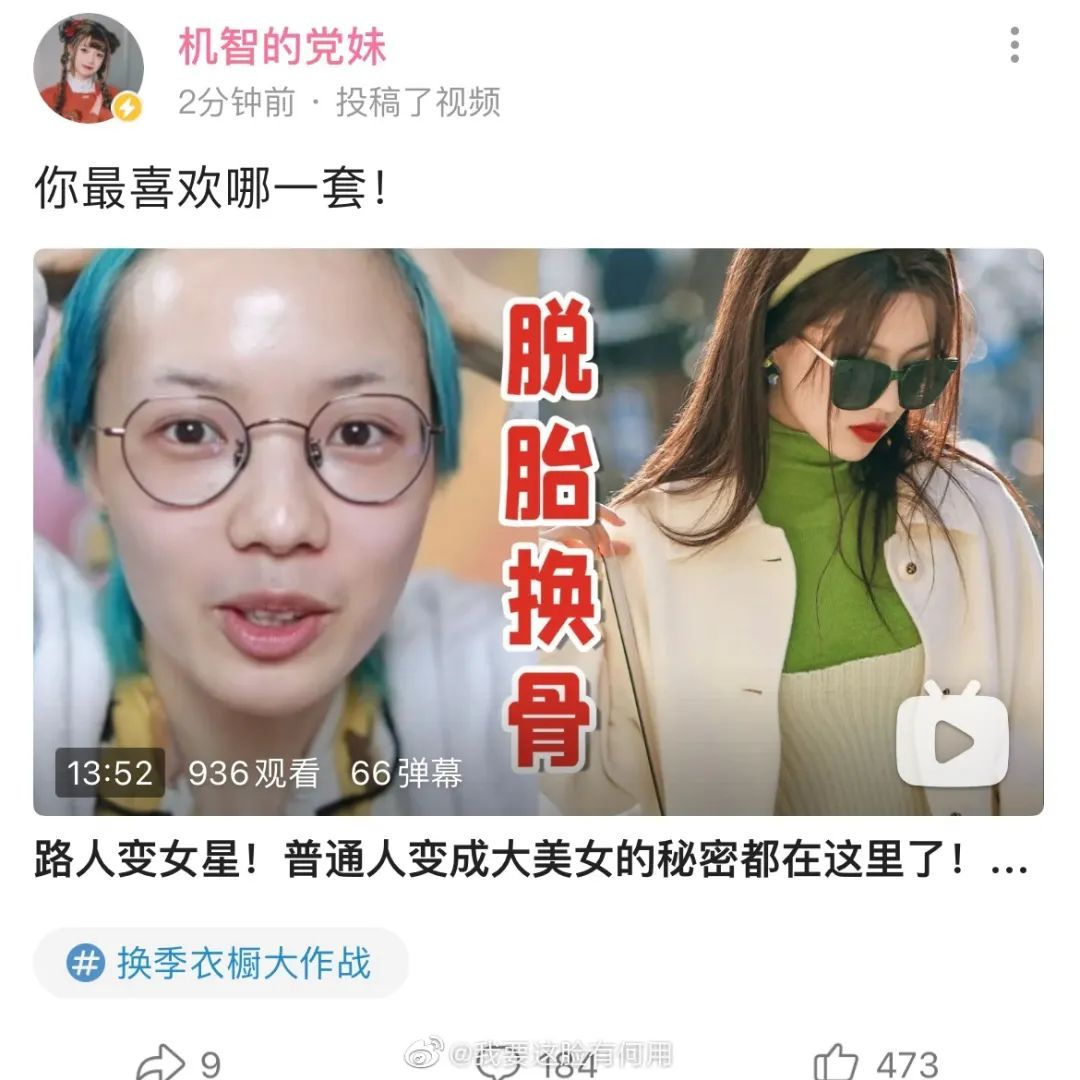 机智的党妹
2分钟前 · 投稿了视频
你最喜欢哪一套！
脱胎换骨
13:52 936观看 66弹幕
路人变女星！普通人变成大美女的秘密都在这里了！...
# 换季衣橱大作战
9 184 473
@我要这脸有何用